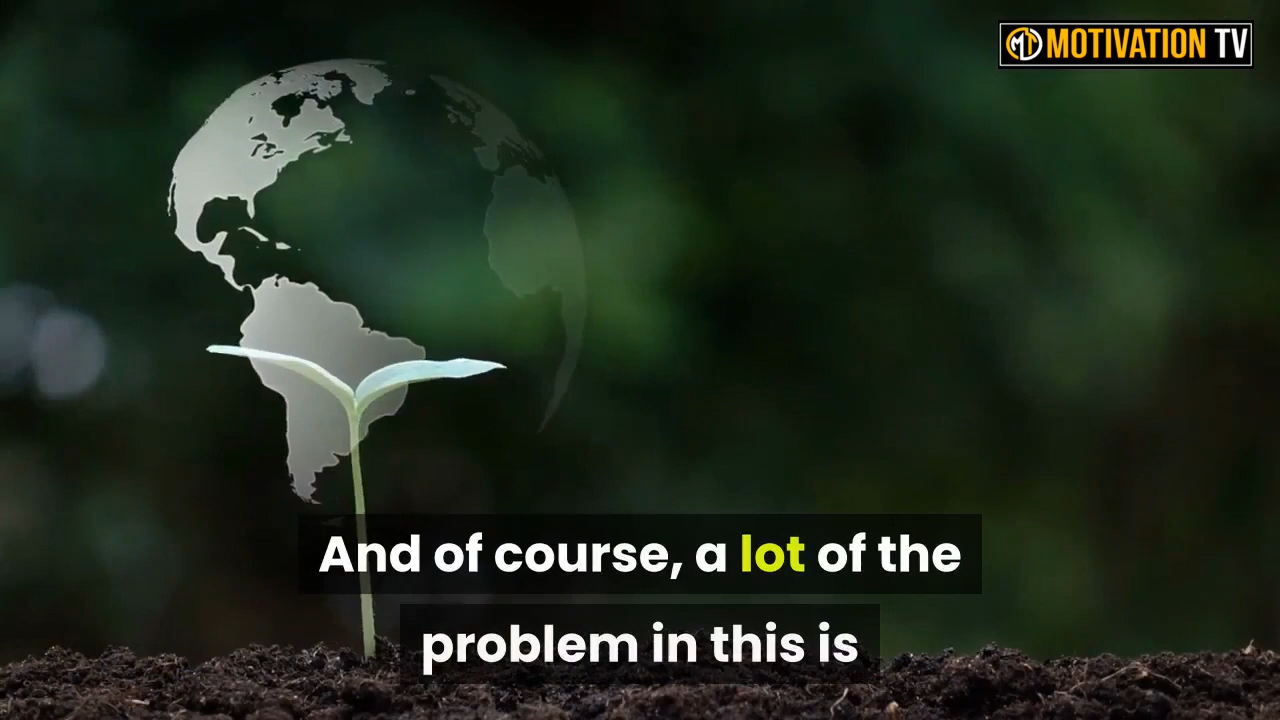 MOTIVATION TV
And of course, a lot of the
problem in this is